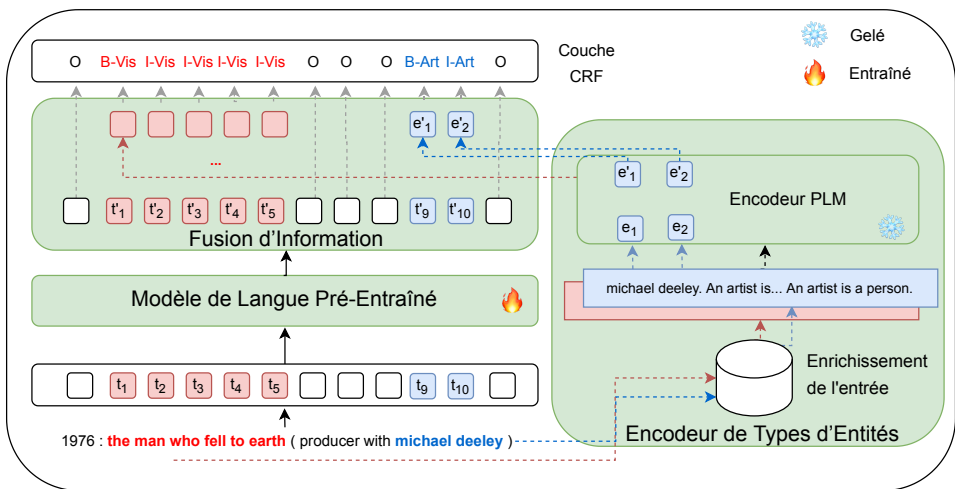 O B-Vis I-Vis I-Vis I-Vis I-Vis O O O B-Art I-Art O
Couche
CRF
Gelé
Entraîné
e'1 e'2
...
t'1 t'2 t'3 t'4 t'5 t'9 t'10
Fusion d'Information
Modèle de Langue Pré-Entraîné
t1 t2 t3 t4 t5 t9 t10
1976 : the man who fell to earth ( producer with michael deeley )
e'1 e'2
Encodeur PLM
e1 e2
michael deeley. An artist is... An artist is a person.
Enrichissement
de l'entrée
Encodeur de Types d'Entités